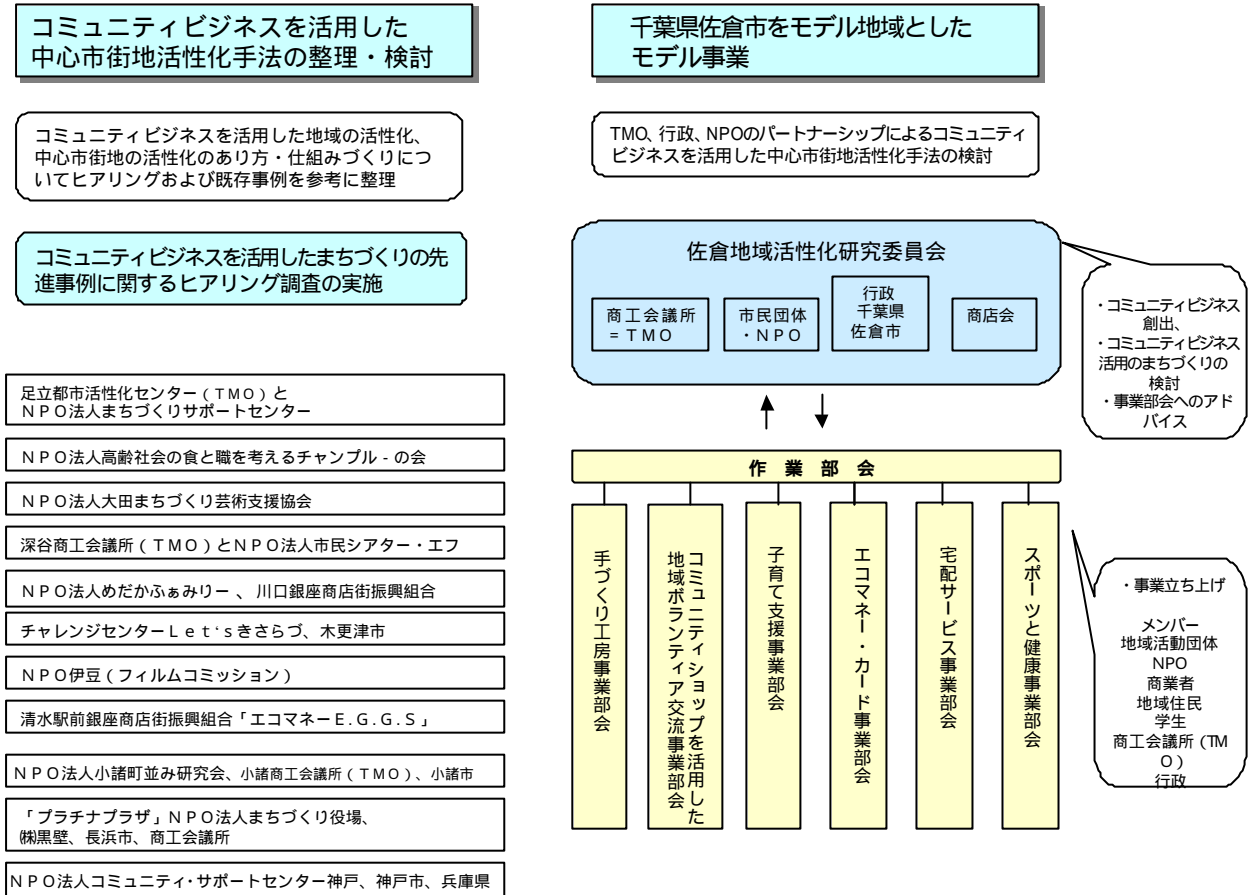 コミュニティビジネスを活用した
中心市街地活性化手法の整理・検討
コミュニティビジネスを活用した地域の活性化、
中心市街地の活性化のあり方・仕組みづくりにつ
いてヒアリングおよび既存事例を参考に整理
コミュニティビジネスを活用したまちづくりの先
進事例に関するヒアリング調査の実施
足立都市活性化センター(TMO)と
NPO法人まちづくりサポートセンター
NPO法人高齢社会の食と職を考えるチャンプル-の会
NPO法人大田まちづくり芸術支援協会
深谷商工会議所(TMO)とNPO法人市民シアター・エフ
NPO法人めだかふぁみりー 、 川口銀座商店街振興組合
チャレンジセンターLet‘sきさらづ、木更津市
NPO伊豆(フィルムコミッション)
清水駅前銀座商店街振興組合「エコマネーE.G.G.S」
NPO法人小諸町並み研究会、小諸商工会議所(TMO)、小諸市
「プラチナプラザ」NPO法人まちづくり役場、
㈱黒壁、長浜市、商工会議所
NPO法人コミュニティ・サポートセンター神戸、神戸市、兵庫県
千葉県佐倉市をモデル地域とした
モデル事業
TMO、行政、NPOのパートナーシップによるコミュニティ
ビジネスを活用した中心市街地活性化手法の検討
佐倉地域活性化研究委員会
商工会議所
=TMO
市民団体
・NPO
行政
千葉県
佐倉市
商店会
・コミュニティビジネス
創出、
・コミュニティビジネス
活用のまちづくりの
検討
・事業部会へのアド
バイス
作業部会
手づくり工房事業部会
コミュニティショップを活用した
地域ボランティア交流事業部会
子育て支援事業部会
エコマネー・カード事業部会
宅配サービス事業部会
スポーツと健康事業部会
・事業立ち上げ
メンバー
地域活動団体
NPO
商業者
地域住民
学生
商工会議所(TM
O)
行政